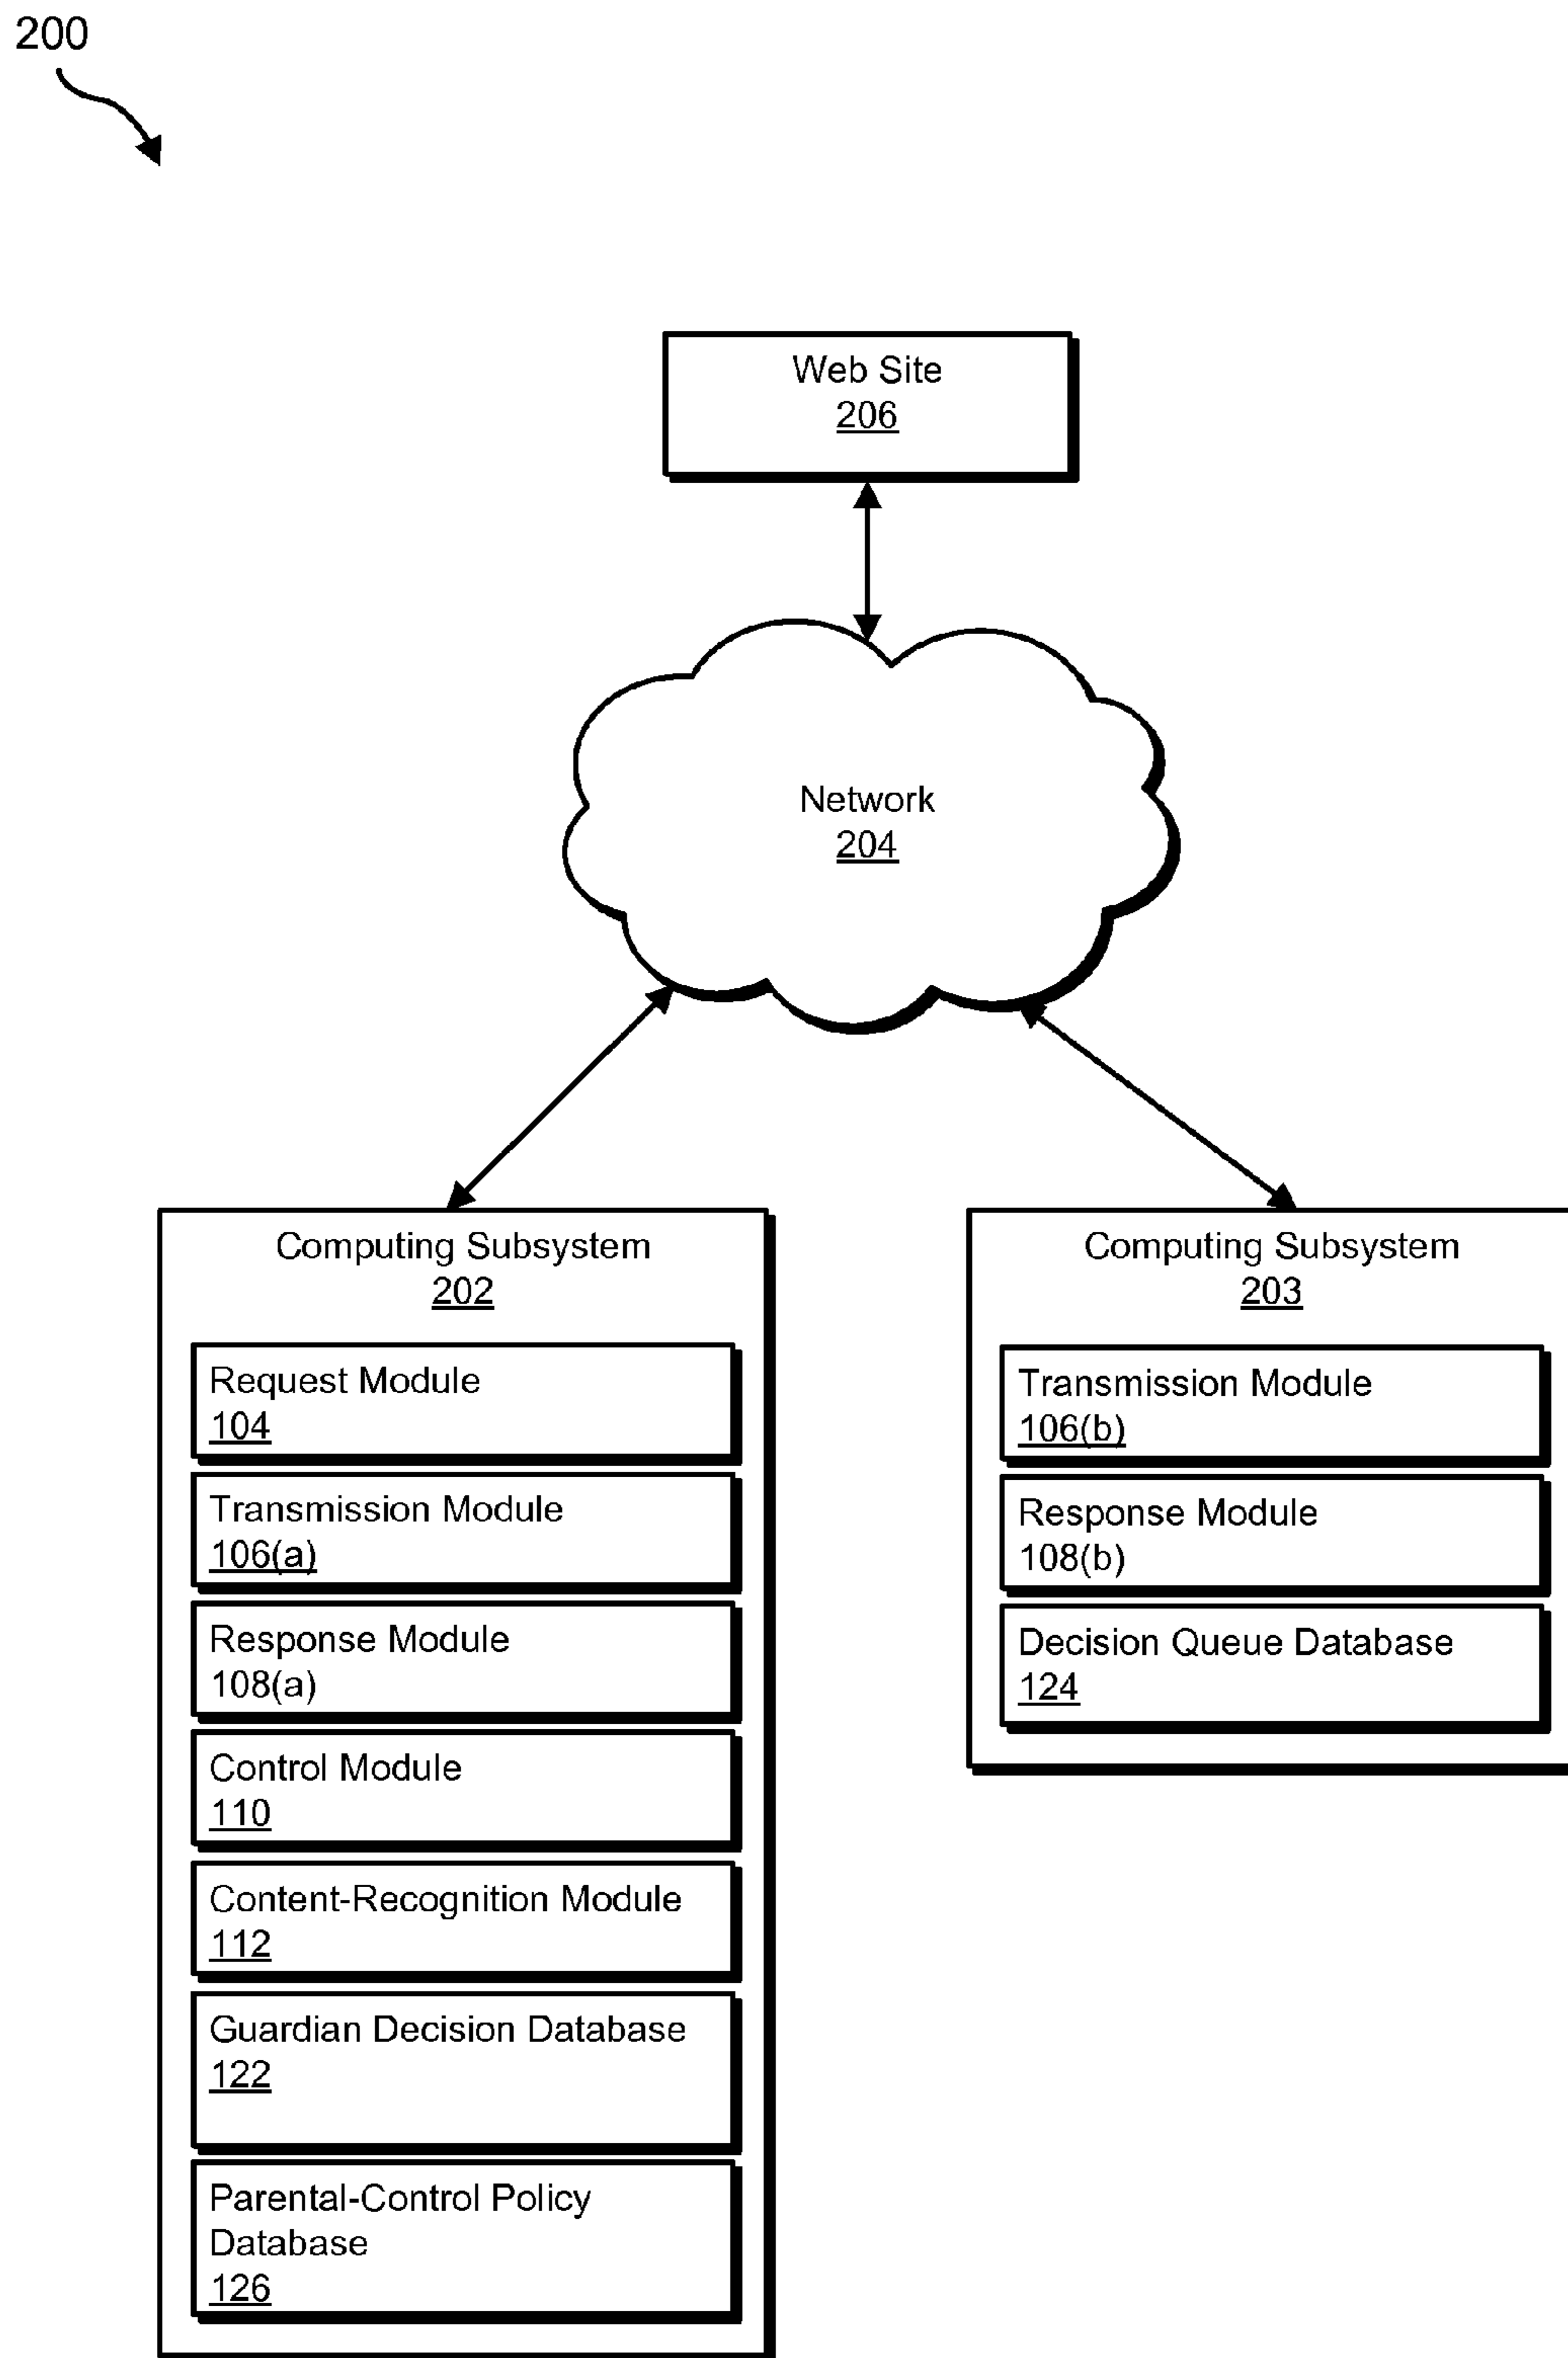 200
Web Site
206
Network
204
Computing Subsystem
202
Request Module
104
Transmission Module
106(a)
Response Module
108(a)
Control Module
110
Content-Recognition Module
112
Guardian Decision Database
122
Parental-Control Policy
Database
126
Computing Subsystem
203
Transmission Module
106(b)
Response Module
108(b)
Decision Queue Database
124